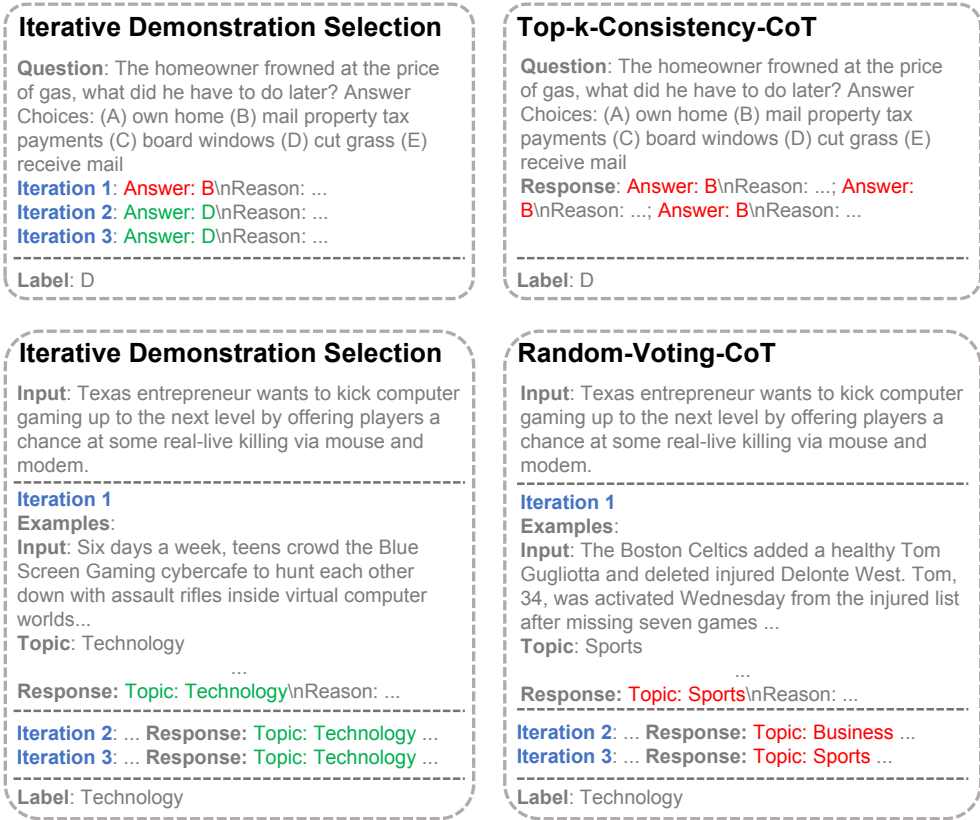 Iterative Demonstration Selection
Question: The homeowner frowned at the price
of gas, what did he have to do later? Answer
Choices: (A) own home (B) mail property tax
payments (C) board windows (D) cut grass (E)
receive mail
Iteration 1: Answer: B\nReason: ...
Iteration 2: Answer: D\nReason: ...
Iteration 3: Answer: D\nReason: ...
Label: D
Top-k-Consistency-CoT
Question: The homeowner frowned at the price
of gas, what did he have to do later? Answer
Choices: (A) own home (B) mail property tax
payments (C) board windows (D) cut grass (E)
receive mail
Response: Answer: B\nReason: ...; Answer:
B\nReason: ...; Answer: B\nReason: ...
Label: D
Iterative Demonstration Selection
Input: Texas entrepreneur wants to kick computer
gaming up to the next level by offering players a
chance at some real-live killing via mouse and
modem.
Iteration 1
Examples:
Input: Six days a week, teens crowd the Blue
Screen Gaming cybercafe to hunt each other
down with assault rifles inside virtual computer
worlds...
Topic: Technology
...
Response: Topic: Technology\nReason: ...
Iteration 2: ... Response: Topic: Technology ...
Iteration 3: ... Response: Topic: Technology ...
Label: Technology
Random-Voting-CoT
Input: Texas entrepreneur wants to kick computer
gaming up to the next level by offering players a
chance at some real-live killing via mouse and
modem.
Iteration 1
Examples:
Input: The Boston Celtics added a healthy Tom
Gugliotta and deleted injured Delonte West. Tom,
34, was activated Wednesday from the injured list
after missing seven games ...
Topic: Sports
...
Response: Topic: Sports\nReason: ...
Iteration 2: ... Response: Topic: Business ...
Iteration 3: ... Response: Topic: Sports ...
Label: Technology